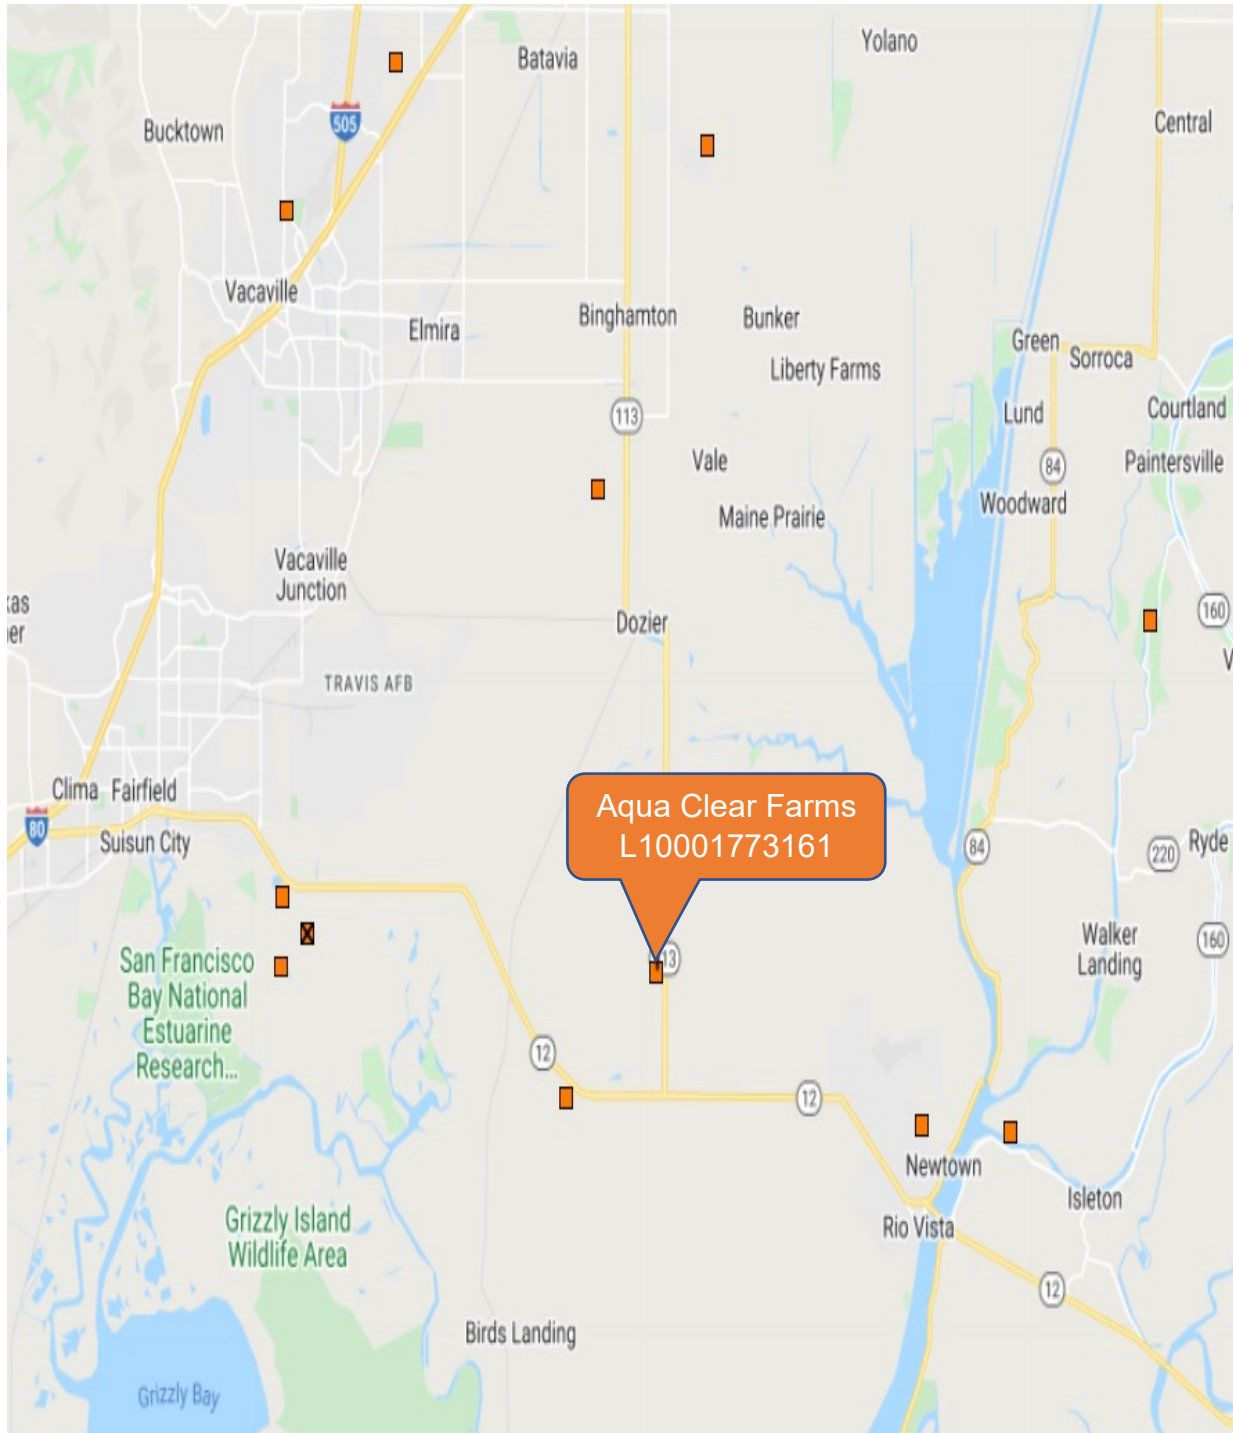 Batavia
Yolano
Bucktown
505
Central
Vacaville
Elmira
Binghamton
Bunker
Green
Sorroca
Liberty Farms
113
Lund
Courtland
Vale
84
Paintersville
Woodward
Maine Prairie
Vacaville
Junction
Dozier
160
TRAVIS AFB
Clima
Fairfield
80
Suisun City
Aqua Clear Farms
L10001773161
84
220
Ryde
Walker
Landing
160
13
San Francisco
Bay National
Estuarine
Research...
12
12
Newtown
Isleton
Rio Vista
Grizzly Island
Wildlife Area
12
Birds Landing
Grizzly Bay